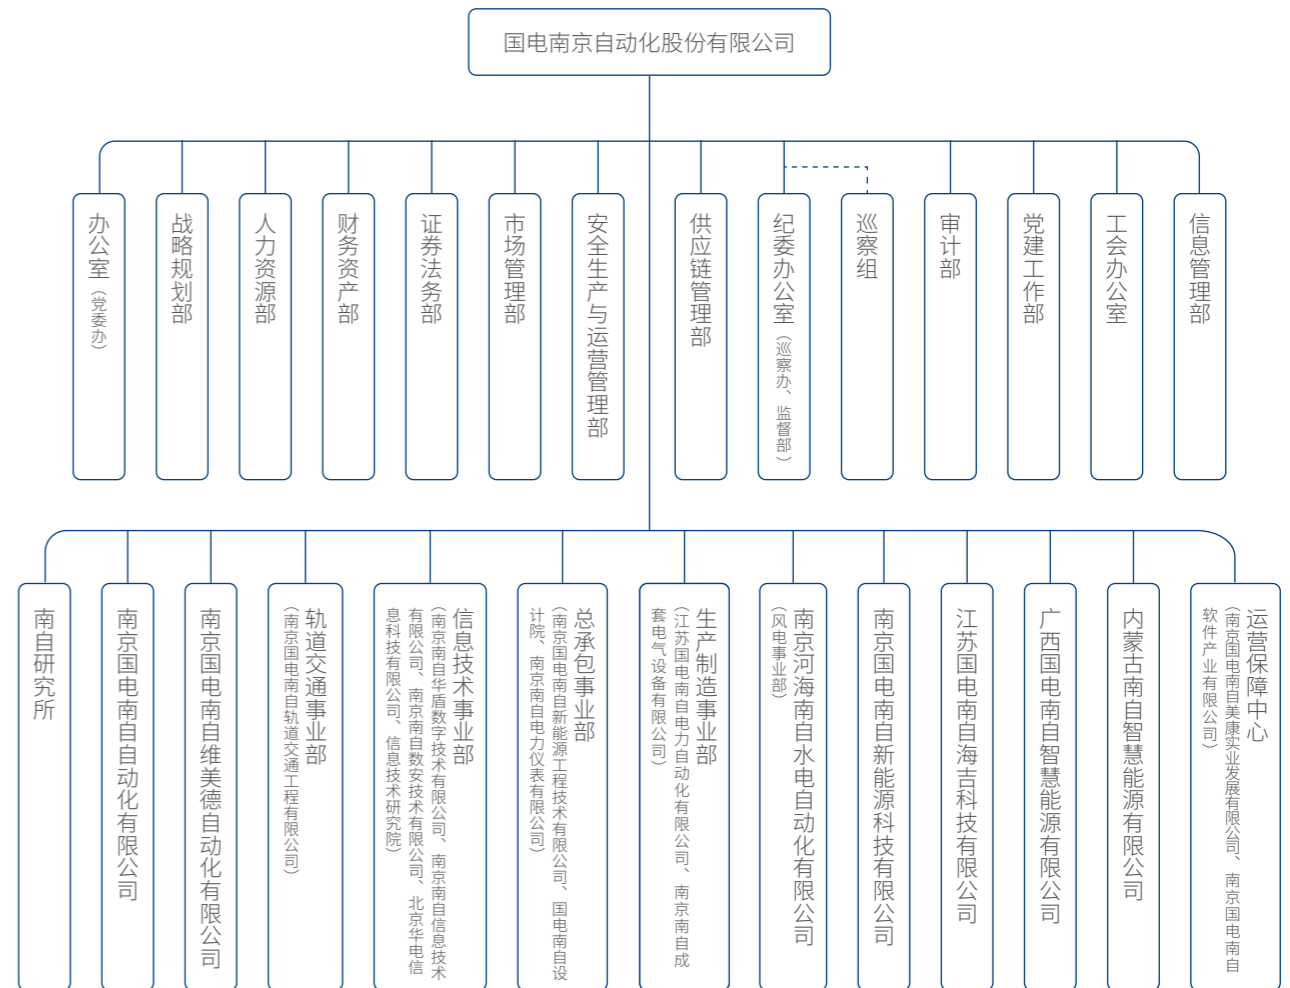 国电南京自动化股份有限公司
办公室（党委办）
战略规划部
人力资源部
财务资产部
证券法务部
市场管理部
安全生产与运营管理部
供应链管理部
纪委办公室（巡察办、监督部）
巡察组
审计部
党建工作部
工会办公室
信息管理部
南自研究所
南京国电南自自动化有限公司
南京国电南自维美德自动化有限公司
轨道交通事业部
（南京国电南自轨道交通工程有限公司）
信息技术事业部
（南京南自华盾数字技术有限公司、南京南自信息技术
有限公司、南京南自数安技术有限公司、北京华电信
息科技有限公司、信息技术研究院）
总承包事业部
（南京国电南自新能源工程技术有限公司、国电南自设
计院、南京南自电力仪表有限公司）
生产制造事业部
（江苏国电南自电力自动化有限公司、南京南自成
套电气设备有限公司）
南京河海南自水电自动化有限公司
（风电事业部）
南京国电南自新能源科技有限公司
江苏国电南自海吉科技有限公司
广西国电南自智慧能源有限公司
内蒙古南自智慧能源有限公司
运营保障中心
（南京国电南自美康实业发展有限公司、南京国电南自
软件产业有限公司）